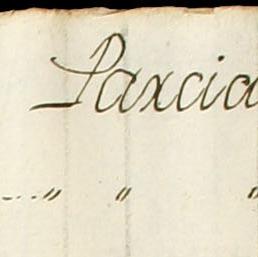 Parcia
--- " " "